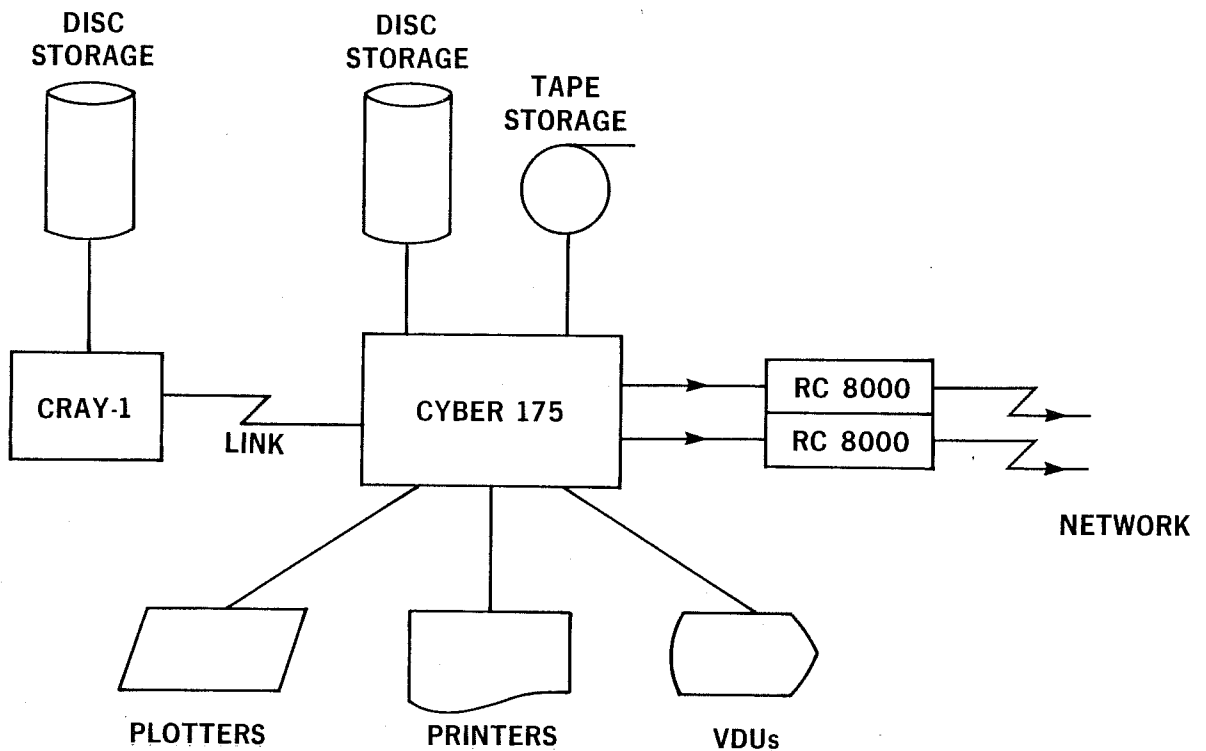 DISC
STORAGE
DISC
STORAGE
TAPE
STORAGE
CRAY-1
LINK
CYBER 175
RC 8000
RC 8000
NETWORK
PLOTTERS
PRINTERS
VDUs